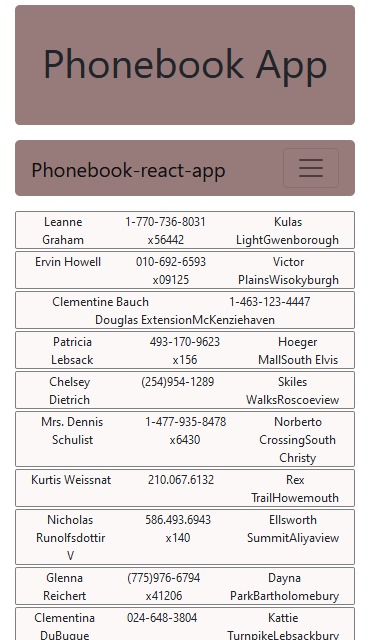 Phonebook App
Phonebook-react-app
Leanne 1-770-736-8031 Kulas
Graham x56442 LightGwenborough
Ervin Howell 010-692-6593 Victor
x09125 PlainsWisokyburgh
Clementine Bauch 1-463-123-4447
Douglas ExtensionMcKenziehaven
Patricia 493-170-9623 Hoeger
Lebsack x156 MallSouth Elvis
Chelsey (254)954-1289 Skiles
Dietrich WalksRoscoeview
Mrs. Dennis 1-477-935-8478 Norberto
Schulist x6430 CrossingSouth
Christy
Kurtis Weissnat 210.067.6132 Rex
TrailHowemouth
Nicholas 586.493.6943 Ellsworth
Runolfsdottir x140 SummitAliyaview
V
Glenna (775)976-6794 Dayna
Reichert x41206 ParkBartholomebury
Clementina 024-648-3804 Kattie
DuBuque TurnpikeLebsackbury